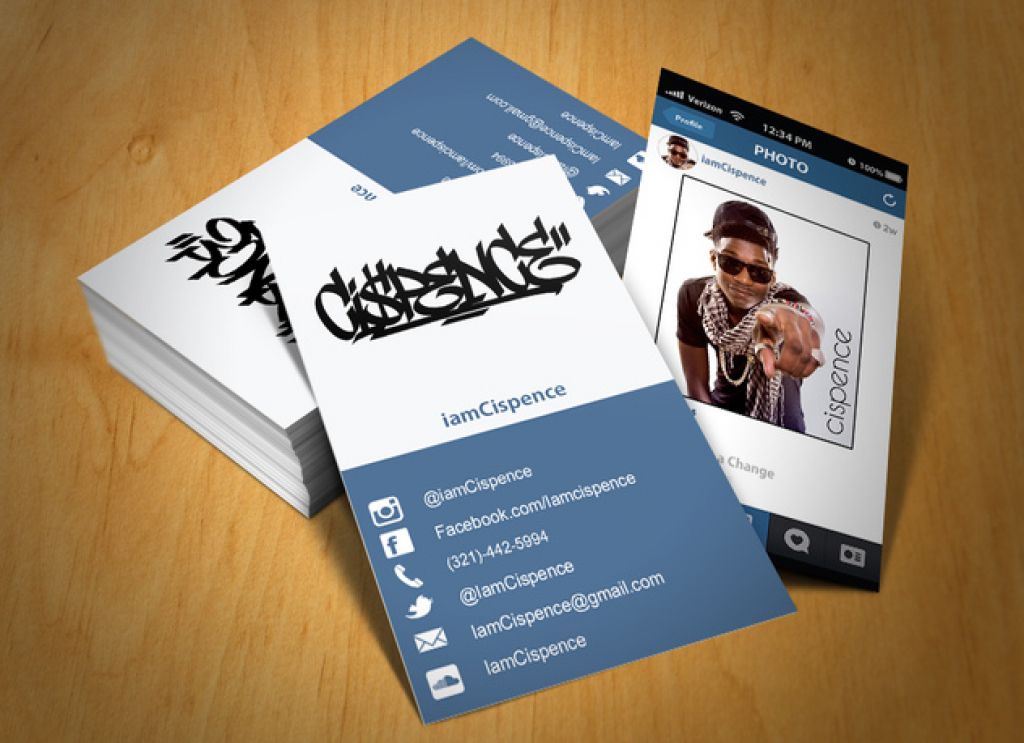 iamCispence
IamCispence@gmail.com
nce
CiSPENCE
iamCispence
@iamCispence
Facebook.com/Iamcispence
(321)-442-5994
@IamCispence
IamCispence@gmail.com
IamCispence
Verizon
12:34 PM
100%
Profile
PHOTO
iamCispence
2w
cispence
a Change